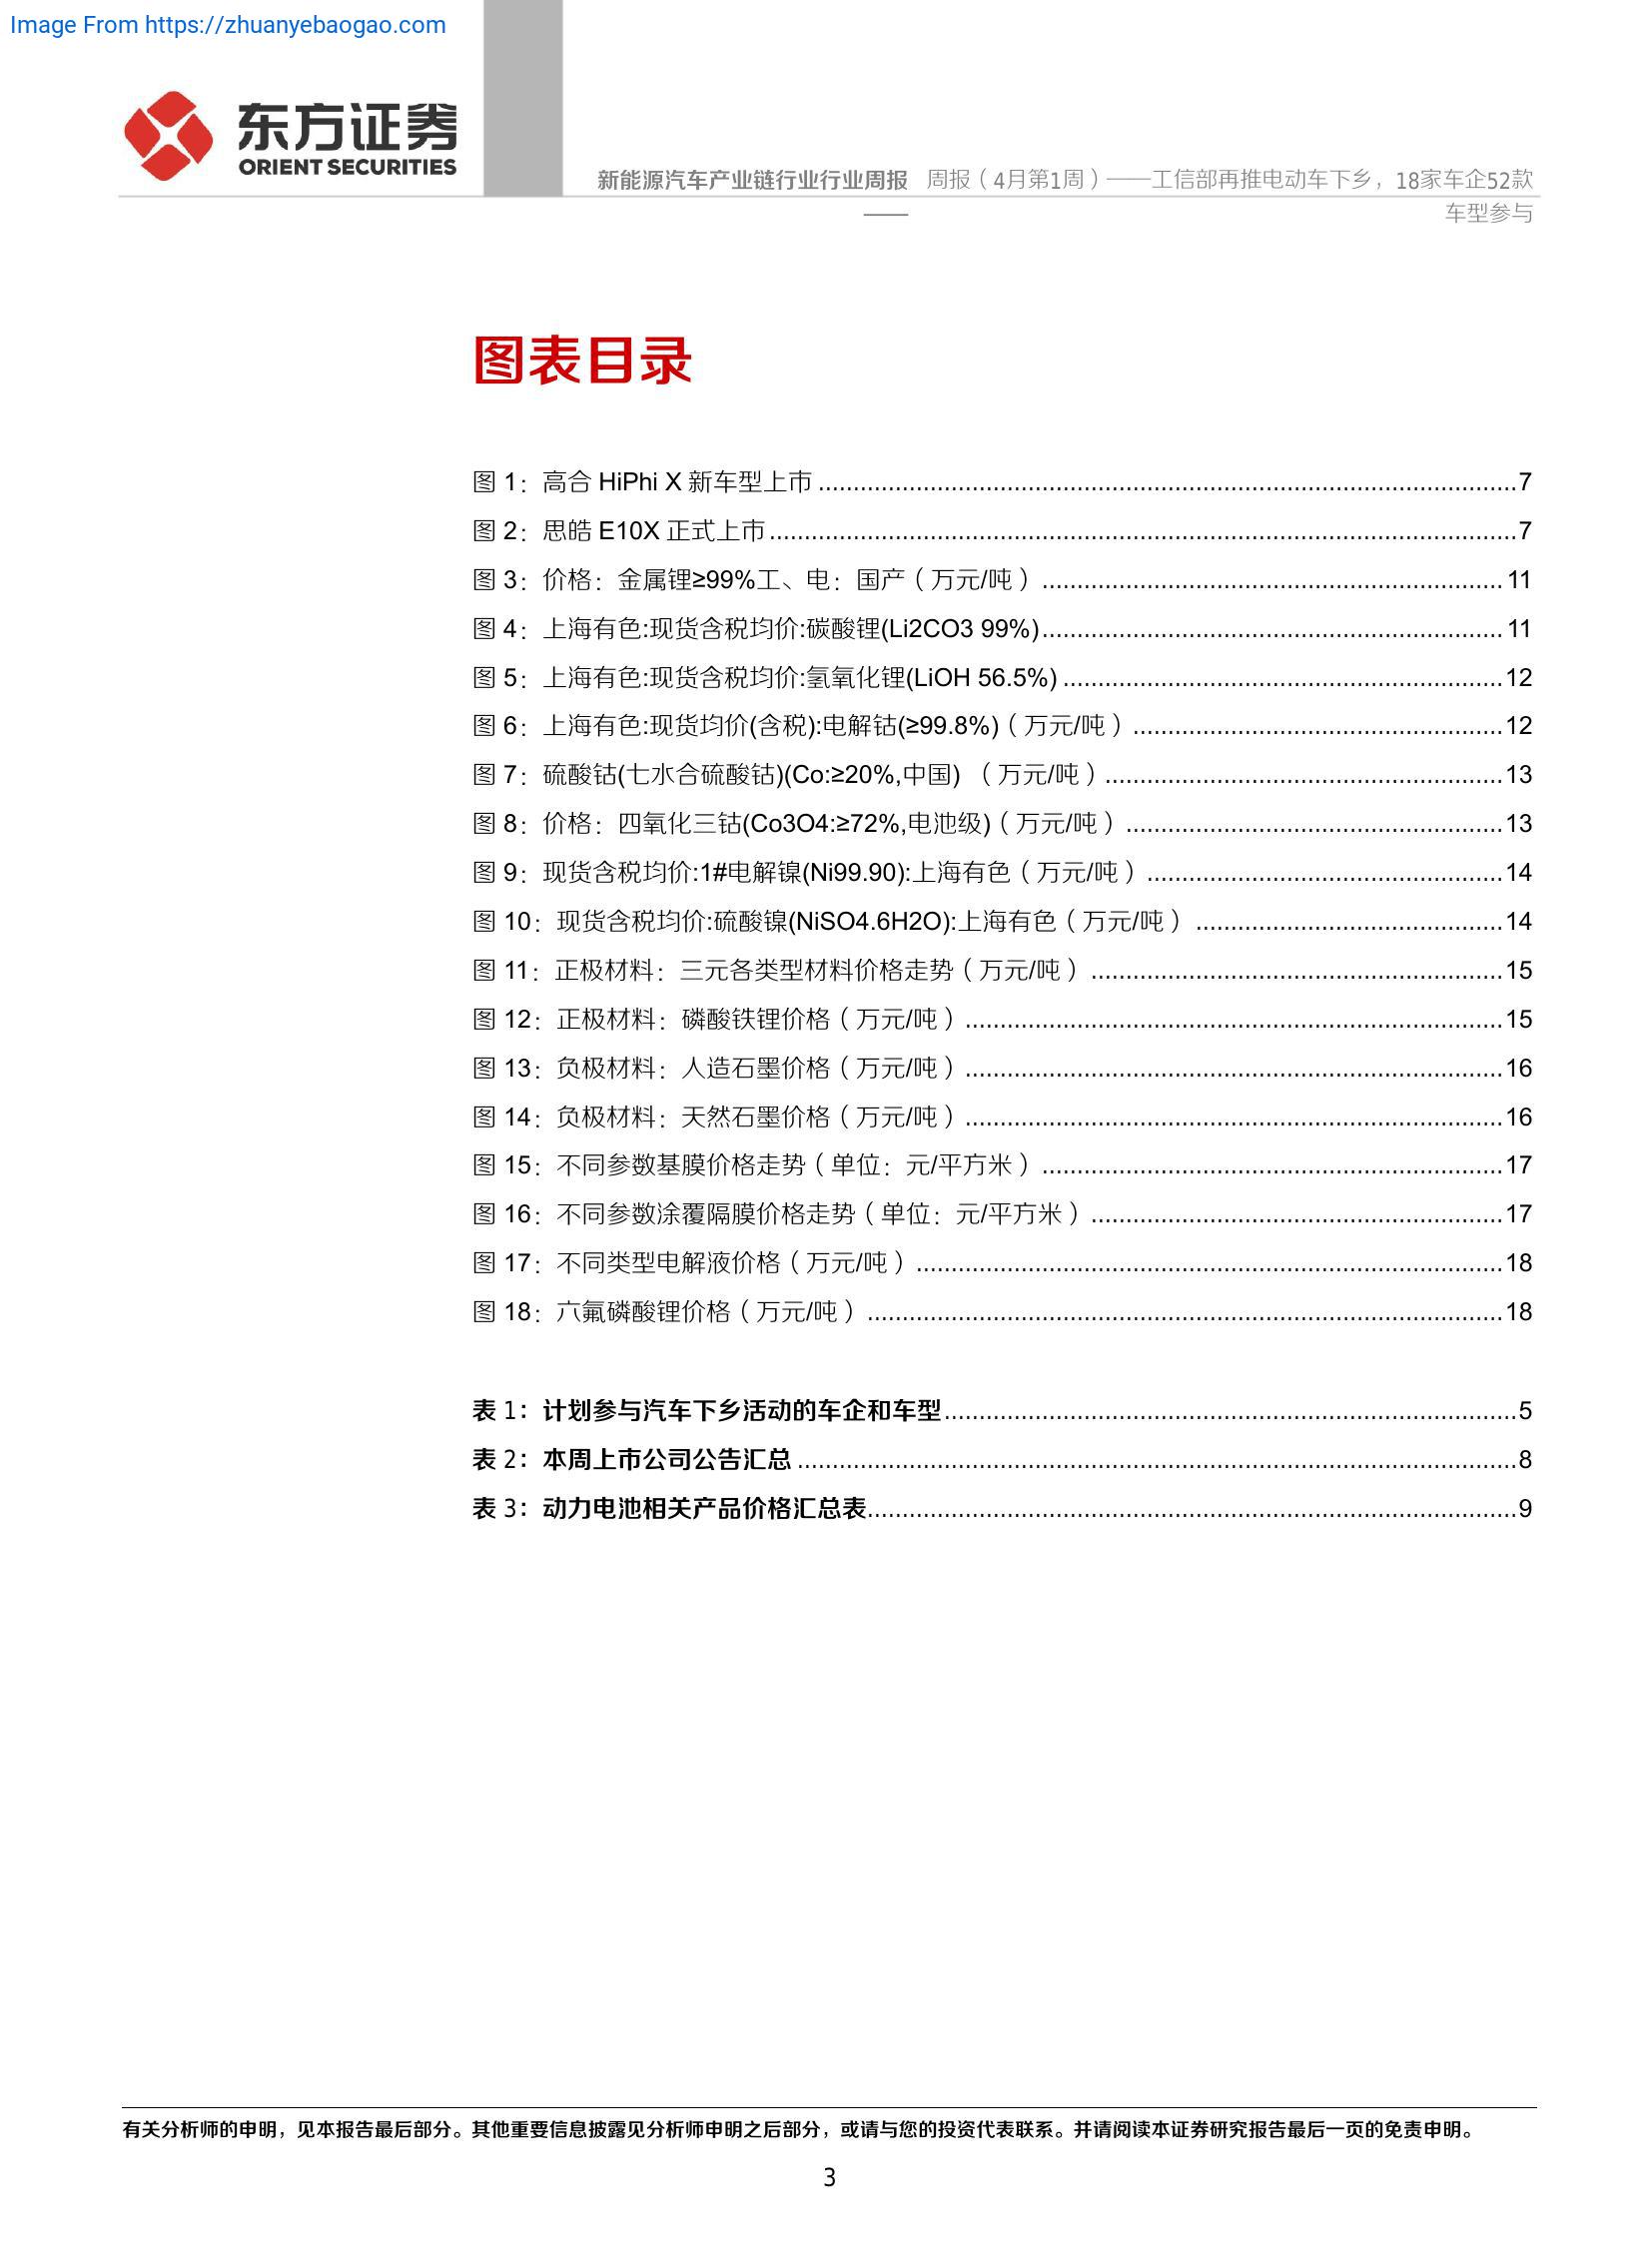 Image From https://zhuanyebaogao.com
东方证券
ORIENT SECURITIES
新能源汽车产业链行业行业周报—— 周报（4月第1周）——工信部再推电动车下乡，18家车企52款
车型参与
图表目录
图 1：高合 HiPhi X 新车型上市 ................................ 7
图 2：思皓 E10X 正式上市 ................................ 7
图 3：价格：金属锂≥99%工、电：国产（万元/吨） ................................ 11
图 4：上海有色:现货含税均价:碳酸锂(Li2CO3 99%) ................................ 11
图 5：上海有色:现货含税均价:氢氧化锂(LiOH 56.5%) ................................ 12
图 6：上海有色:现货均价(含税):电解钴(≥99.8%)（万元/吨） ................................ 12
图 7：硫酸钴(七水合硫酸钴)(Co:≥20%,中国) （万元/吨） ................................ 13
图 8：价格：四氧化三钴(Co3O4:≥72%,电池级)（万元/吨） ................................ 13
图 9：现货含税均价:1#电解镍(Ni99.90):上海有色（万元/吨） ................................ 14
图 10：现货含税均价:硫酸镍(NiSO4.6H2O):上海有色（万元/吨） ................................ 14
图 11：正极材料：三元各类型材料价格走势（万元/吨） ................................ 15
图 12：正极材料：磷酸铁锂价格（万元/吨） ................................ 15
图 13：负极材料：人造石墨价格（万元/吨） ................................ 16
图 14：负极材料：天然石墨价格（万元/吨） ................................ 16
图 15：不同参数基膜价格走势（单位：元/平方米） ................................ 17
图 16：不同参数涂覆隔膜价格走势（单位：元/平方米） ................................ 17
图 17：不同类型电解液价格（万元/吨） ................................ 18
图 18：六氟磷酸锂价格（万元/吨） ................................ 18
表 1：计划参与汽车下乡活动的车企和车型 ................................ 5
表 2：本周上市公司公告汇总 ................................ 8
表 3：动力电池相关产品价格汇总表 ................................ 9
有关分析师的申明，见本报告最后部分。其他重要信息披露见分析师申明之后部分，或请与您的投资代表联系。并请阅读本证券研究报告最后一页的免责申明。
3